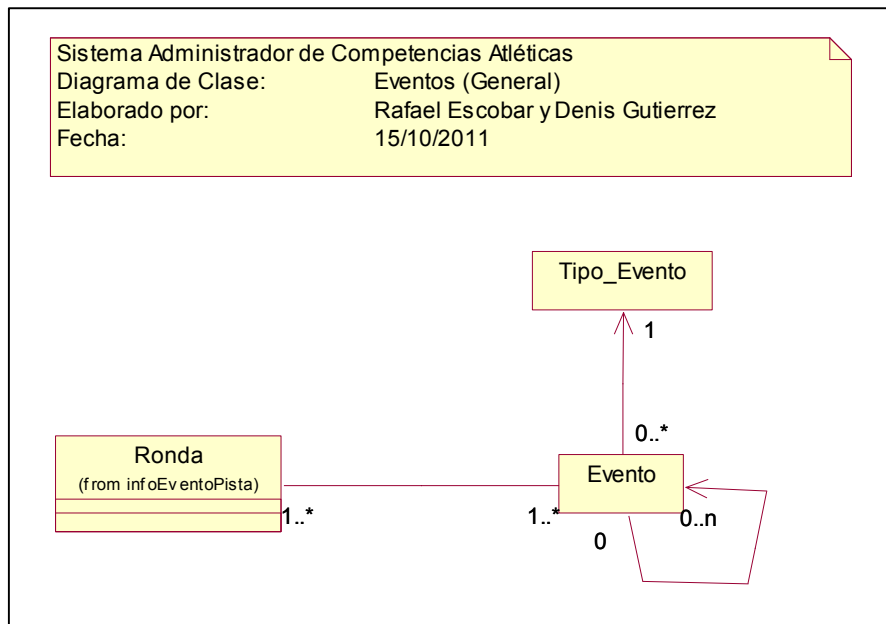 Sistema Administrador de Competencias Atléticas
Diagrama de Clase: Eventos (General)
Elaborado por: Rafael Escobar y Denis Gutierrez
Fecha: 15/10/2011
Tipo_Evento
1
0..*
Ronda
(from infoEventoPista)
Evento
1..*
1..*
0..n
0